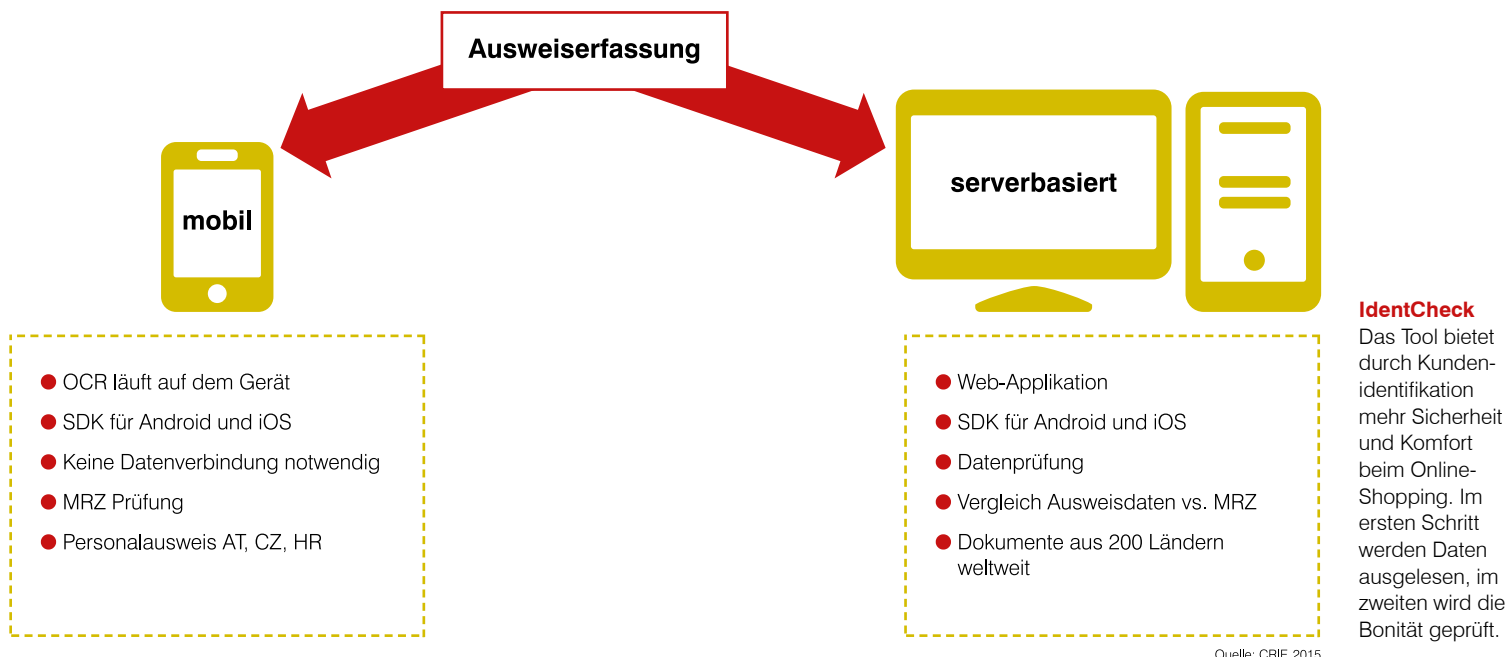 Ausweiserfassung
mobil
serverbasiert
● OCR läuft auf dem Gerät
● SDK für Android und iOS
● Keine Datenverbindung notwendig
● MRZ Prüfung
● Personalausweis AT, CZ, HR
● Web-Applikation
● SDK für Android und iOS
● Datenprüfung
● Vergleich Ausweisdaten vs. MRZ
● Dokumente aus 200 Ländern
weltweit
IdentCheck
Das Tool bietet
durch Kunden-
identifikation
mehr Sicherheit
und Komfort
beim Online-
Shopping. Im
ersten Schritt
werden Daten
ausgelesen, im
zweiten wird die
Bonität geprüft.
Quelle: CRIF, 2015